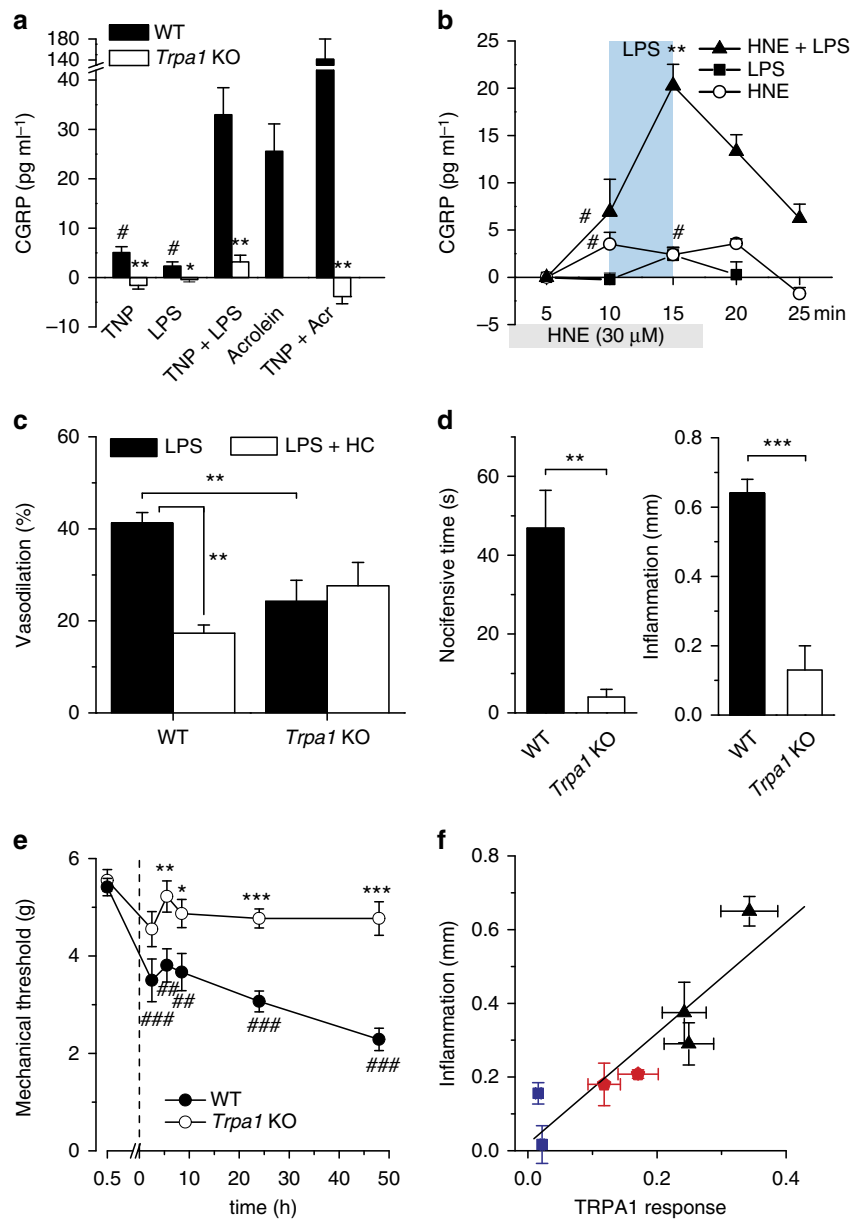 a
WT
Trpa1 KO
CGRP (pg ml–1)
180
140
40
20
0
–10
#
**
#
*
**
**
TNP
LPS
TNP + LPS
Acrolein
TNP + Acr
b
CGRP (pg ml–1)
25
20
15
10
5
0
–5
LPS **
HNE + LPS
LPS
HNE
#
#
#
5
10
15
20
25 min
HNE (30 μM)
c
LPS
LPS + HC
Vasodilation (%)
60
40
20
0
**
**
WT
Trpa1 KO
d
Nocifensive time (s)
60
40
20
0
**
WT
Trpa1 KO
Inflammation (mm)
0.8
0.6
0.4
0.2
0.0
***
WT
Trpa1 KO
e
Mechanical threshold (g)
6
4
2
0
**
*
***
***
###
##
##
###
###
WT
Trpa1 KO
0.5
0
10
20
30
40
50
time (h)
f
Inflammation (mm)
0.8
0.6
0.4
0.2
0.0
0.0
0.2
0.4
TRPA1 response